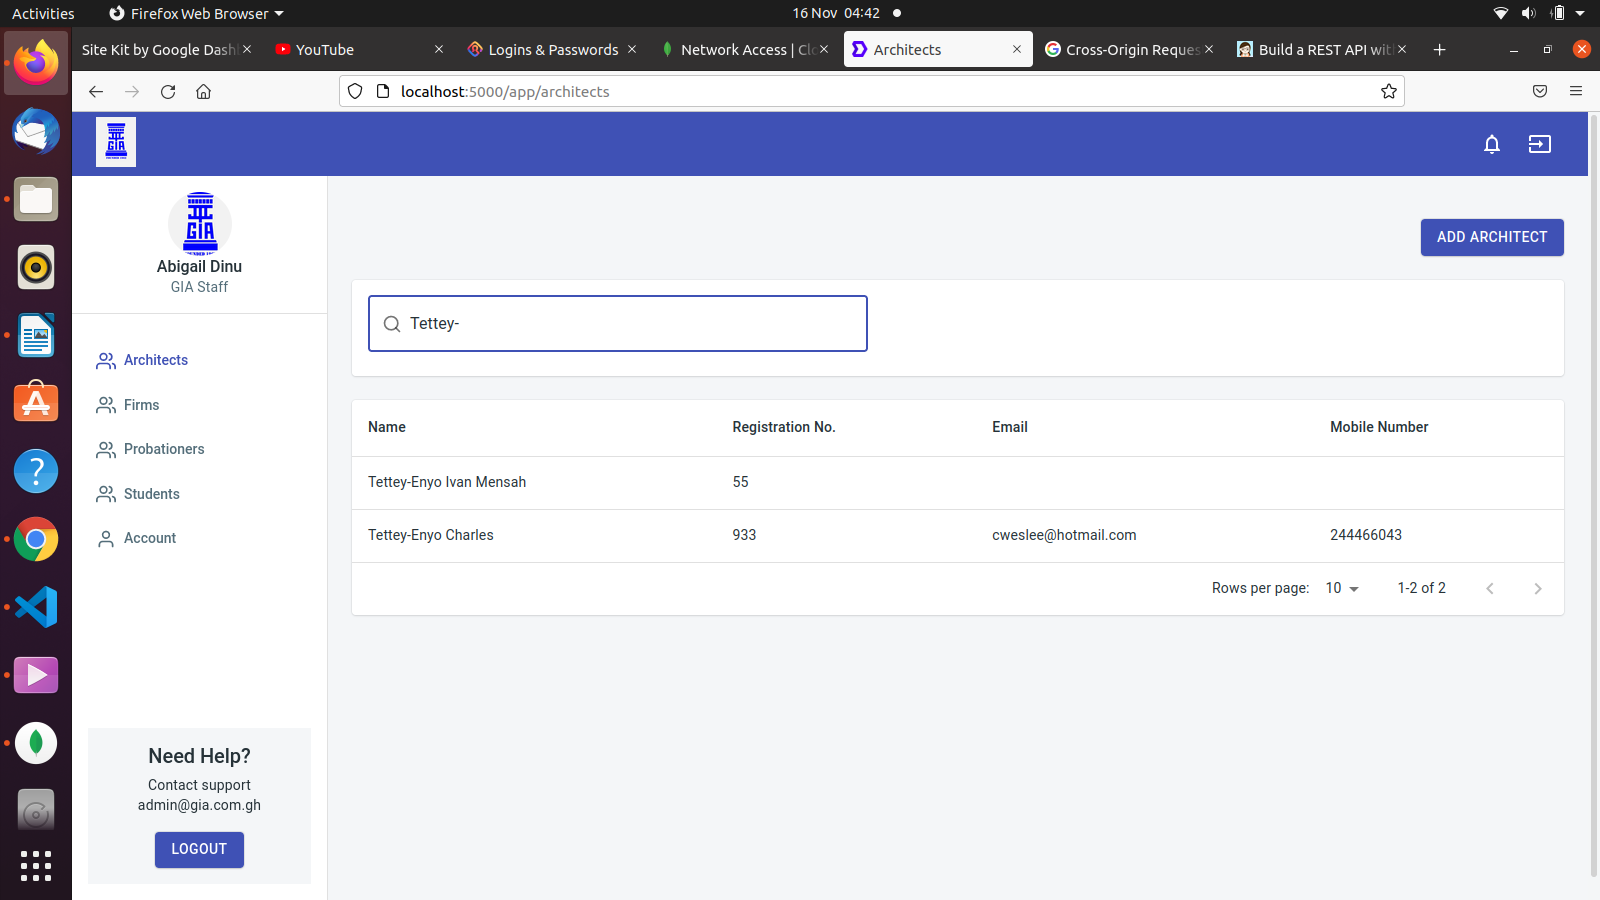 Activities Firefox Web Browser 16 Nov 04:42
Site Kit by Google Dash YouTube Logins & Passwords Network Access | Clo Architects Cross-Origin Reques Build a REST API wit
localhost:5000/app/architects
GIA
GIA
Abigail Dinu
GIA Staff
ADD ARCHITECT
Tettey-
Architects
Firms
Probationers
Students
Account
Name Registration No. Email Mobile Number
Tettey-Enyo Ivan Mensah 55
Tettey-Enyo Charles 933 cweslee@hotmail.com 244466043
Rows per page: 10 1-2 of 2
Need Help?
Contact support
admin@gia.com.gh
LOGOUT